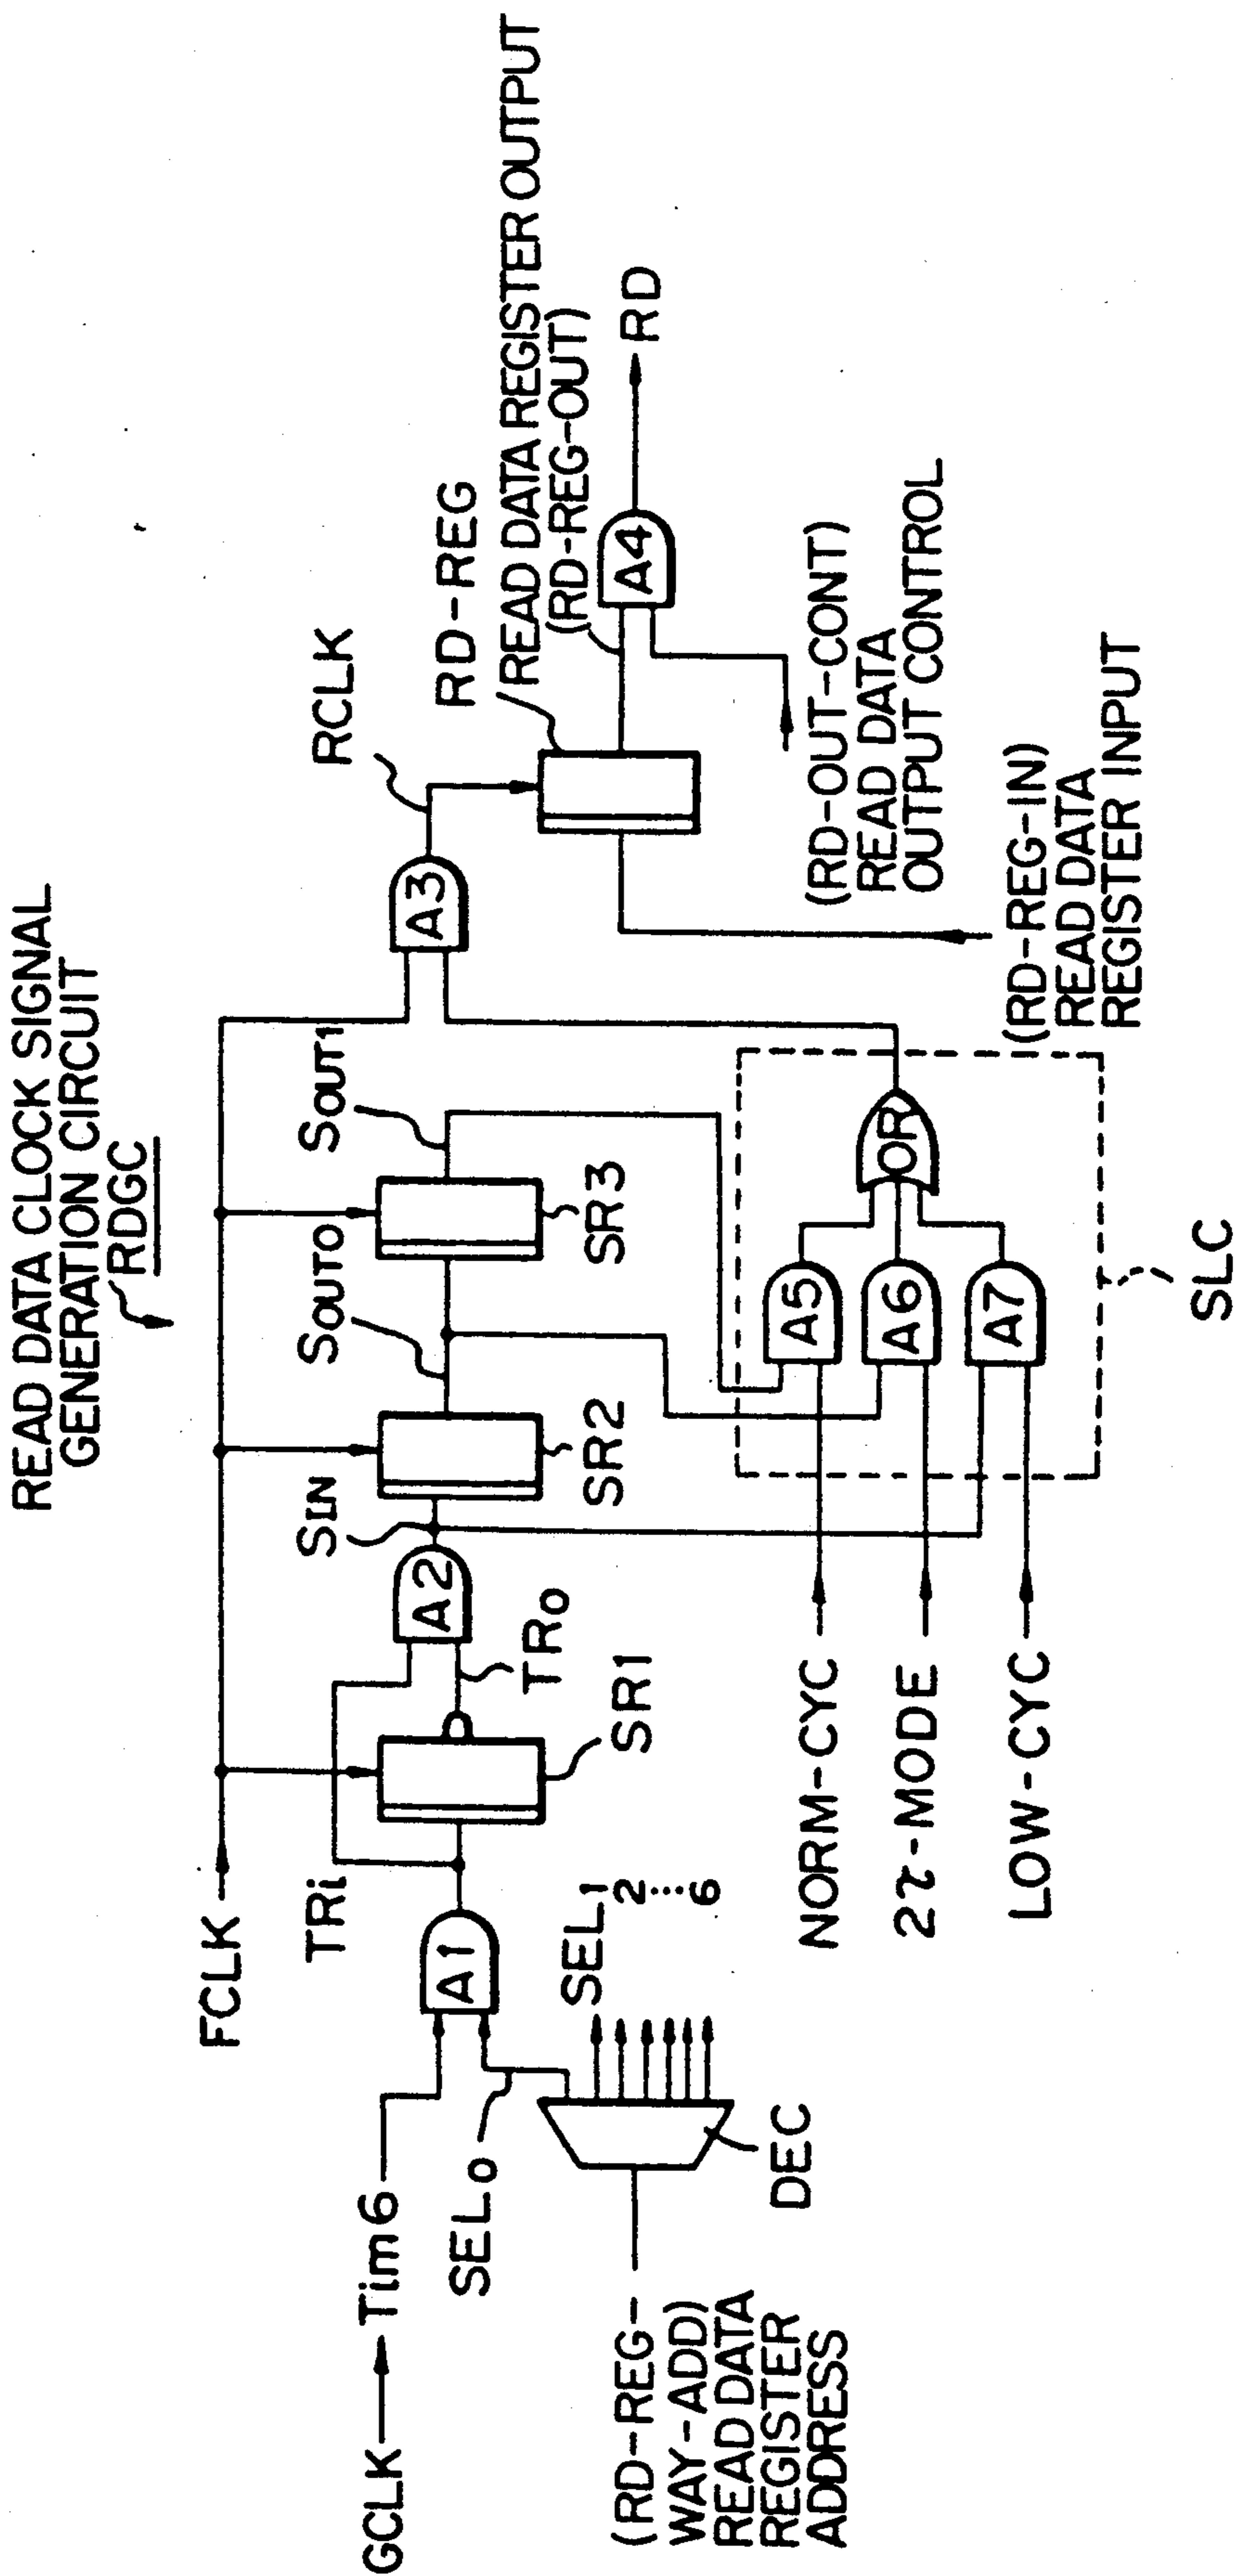 READ DATA CLOCK SIGNAL
GENERATION CIRCUIT
RDGC
FCLK
GCLK
Tim6
SEL0
(RD-REG-
WAY-ADD)
READ DATA
REGISTER
ADDRESS
DEC
SEL1
2
...
6
A1
TRi
SR1
TR0
A2
SIN
SR2
SOUT0
SR3
SOUT1
NORM-CYC
2τ-MODE
LOW-CYC
A5
A6
A7
OR
SLC
A3
RCLK
RD-REG
READ DATA REGISTER OUTPUT
(RD-REG-OUT)
A4
RD
(RD-OUT-CONT)
READ DATA
OUTPUT CONTROL
(RD-REG-IN)
READ DATA
REGISTER INPUT